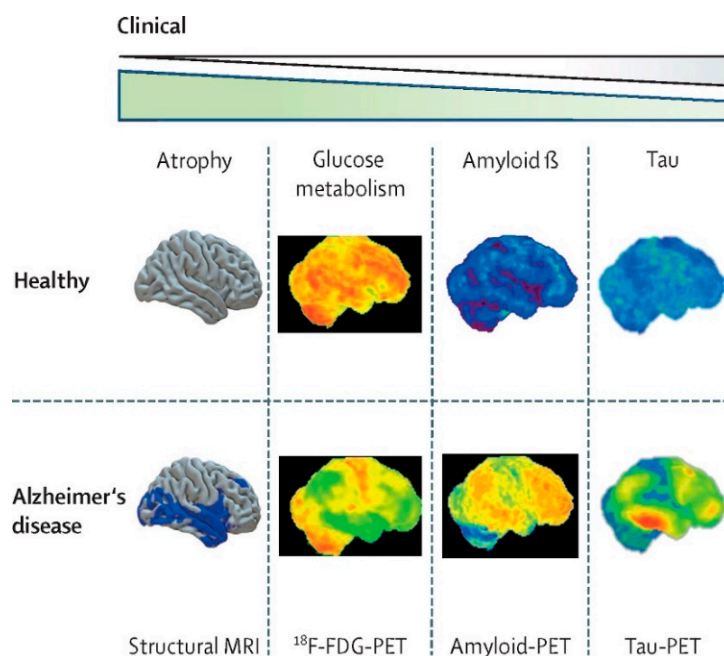 Clinical
Atrophy
Glucose
metabolism
Amyloid ß
Tau
Healthy
Alzheimer‘s
disease
Structural MRI
¹⁸F-FDG-PET
Amyloid-PET
Tau-PET